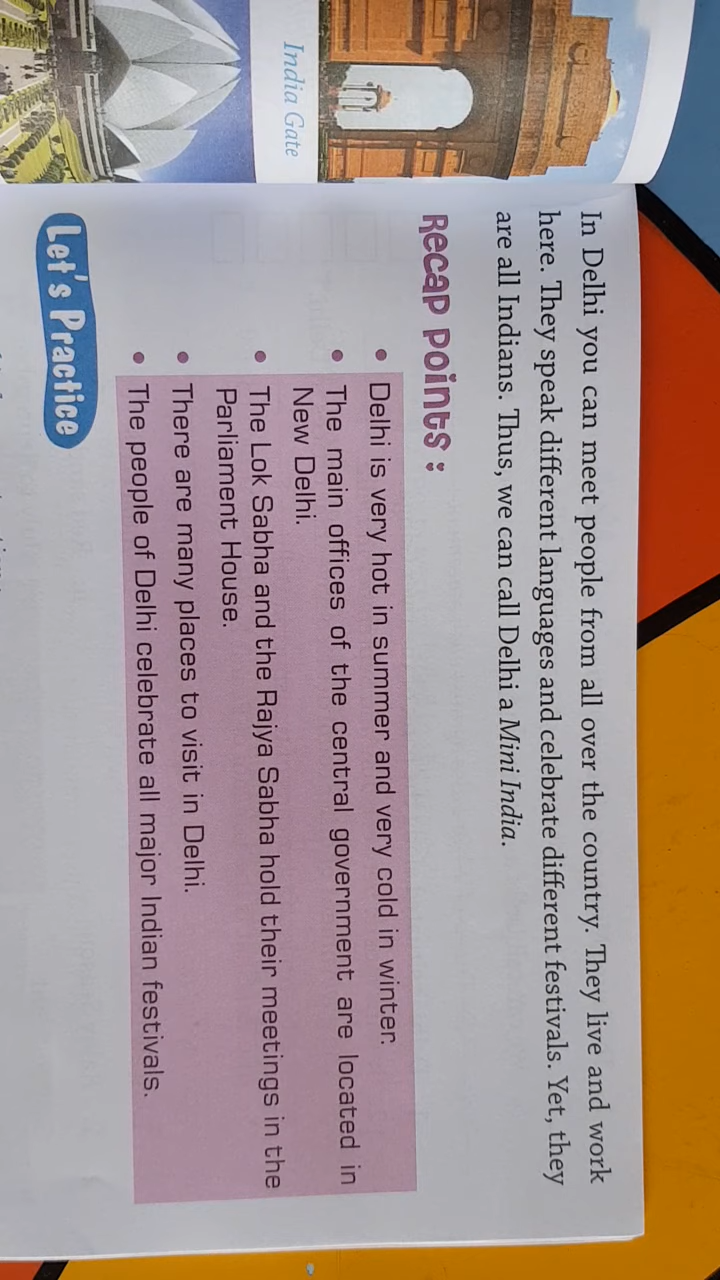 India Gate
In Delhi you can meet people from all over the country. They live and work
here. They speak different languages and celebrate different festivals. Yet, they
are all Indians. Thus, we can call Delhi a Mini India.
Recap points :
• Delhi is very hot in summer and very cold in winter.
• The main offices of the central government are located in
New Delhi.
• The Lok Sabha and the Rajya Sabha hold their meetings in the
Parliament House.
• There are many places to visit in Delhi.
• The people of Delhi celebrate all major Indian festivals.
Let's Practice